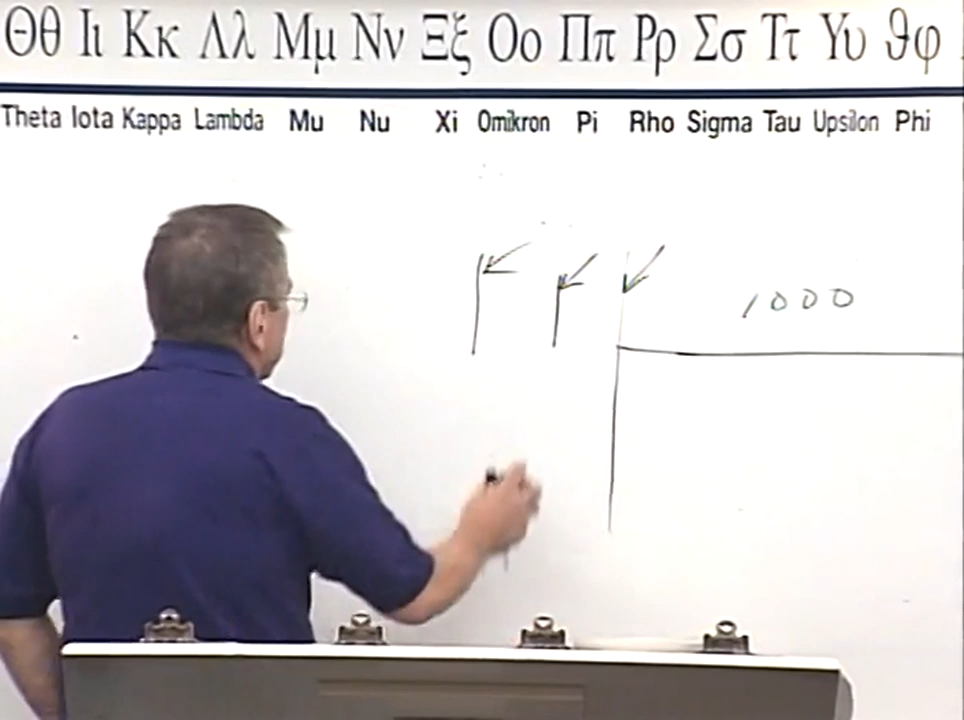 Θθ Ιι Κκ Λλ Μμ Νν Ξξ Οο Ππ Ρρ Σσ Ττ Υυ ϑφ
Theta Iota Kappa Lambda Mu Nu Xi Omikron Pi Rho Sigma Tau Upsilon Phi
1000